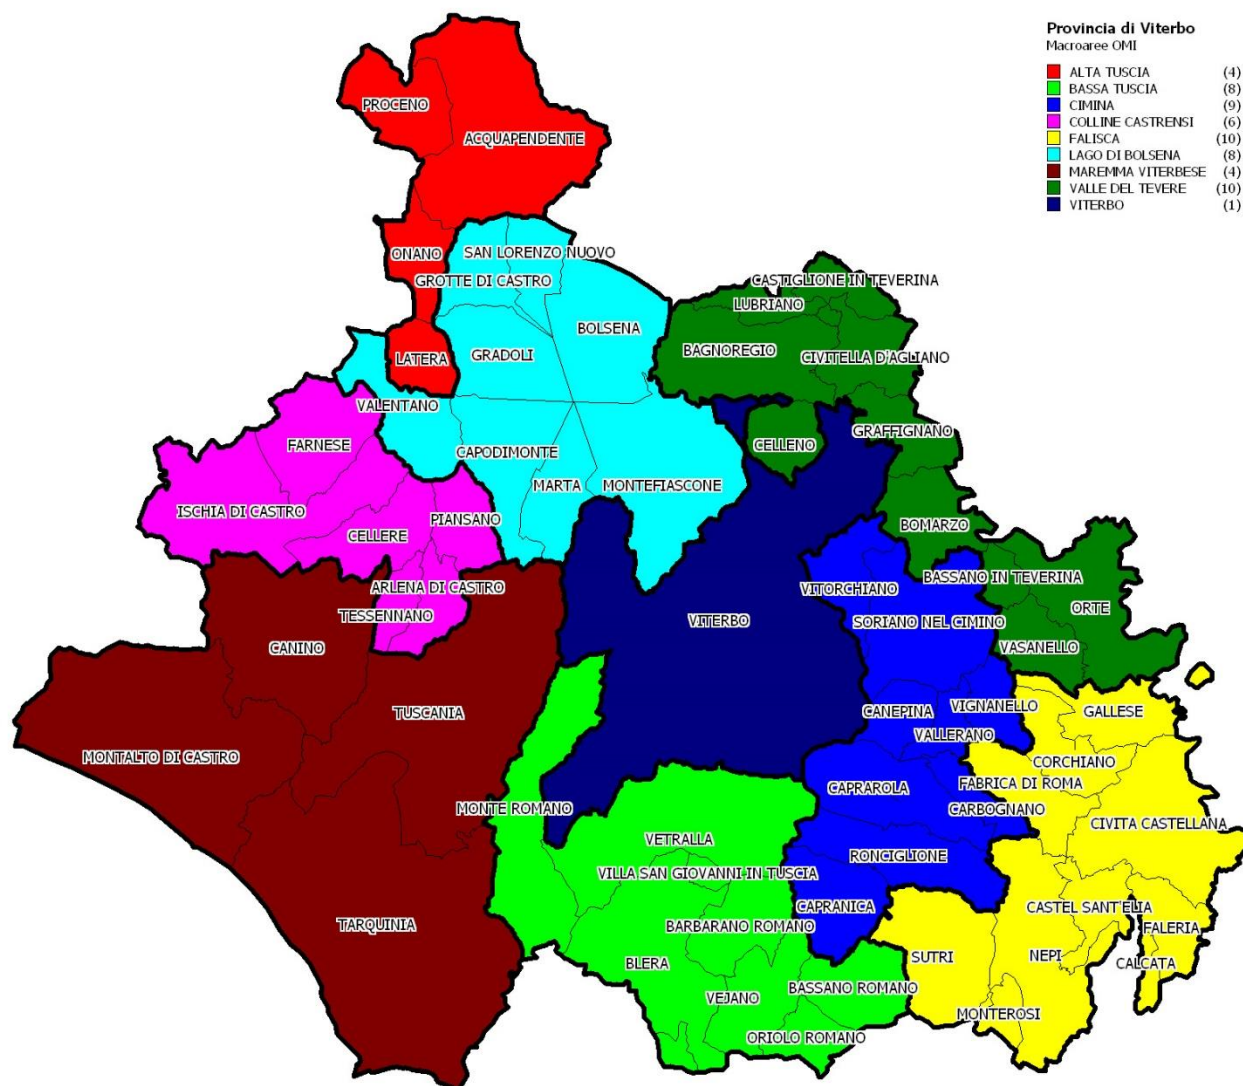 Provincia di Viterbo
Macroaree OMI
ALTA TUSCIA (4)
BASSA TUSCIA (8)
CIMINA (9)
COLLINE CASTRENSI (6)
FALISCA (10)
LAGO DI BOLSENA (8)
MAREMMA VITERBESE (4)
VALLE DEL TEVERE (10)
VITERBO (1)
PROCENO
ACQUAPENDENTE
ONANO
SAN LORENZO NUOVO
GROTTE DI CASTRO
CASTIGLIONE IN TEVERINA
LUBRIANO
BOLSENA
BAGNOREGIO
CIVITELLA D'AGLIANO
LATERA
GRADOLI
VALENTANO
GRAFFIGNANO
FARNESE
CELLENO
CAPODIMONTE
MARTA
MONTEFIASCONE
ISCHIA DI CASTRO
PIANSANO
CELLERE
BOMARZO
ARLENA DI CASTRO
VITORCHIANO
BASSANO IN TEVERINA
TESSENNANO
VITERBO
SORIANO NEL CIMINO
ORTE
CANINO
VASANELLO
TUSCANIA
CANEPINA
VIGNANELLO
GALLESE
VALLERANO
MONTALTO DI CASTRO
CORCHIANO
CAPRAROLA
FABRICA DI ROMA
MONTE ROMANO
CARBOGNANO
CIVITA CASTELLANA
VETRALLA
RONCIGLIONE
VILLA SAN GIOVANNI IN TUSCIA
CAPRANICA
CASTEL SANT'ELIA
TARQUINIA
BARBARANO ROMANO
FALERIA
BLERA
SUTRI
NEPI
CALCATA
VEJANO
BASSANO ROMANO
MONTEROSI
ORIOLO ROMANO